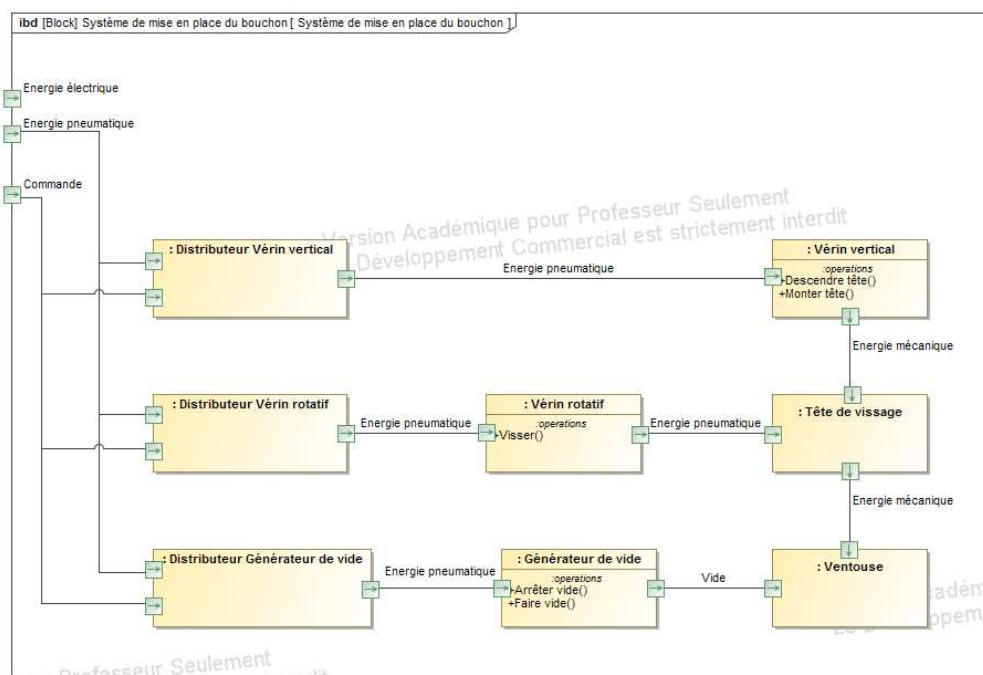 ibd [Block] Système de mise en place du bouchon [ Système de mise en place du bouchon ]
Energie électrique
Energie pneumatique
Commande
Version Académique pour Professeur Seulement
Développement Commercial est strictement interdit
: Distributeur Vérin vertical
Energie pneumatique
: Vérin vertical
:operations
+Descendre tête()
+Monter tête()
Energie mécanique
: Distributeur Vérin rotatif
Energie pneumatique
: Vérin rotatif
:operations
+Visser()
Energie pneumatique
: Tête de vissage
Energie mécanique
: Distributeur Générateur de vide
Energie pneumatique
: Générateur de vide
:operations
+Arrêter vide()
+Faire vide()
Vide
: Ventouse
Professeur Seulement